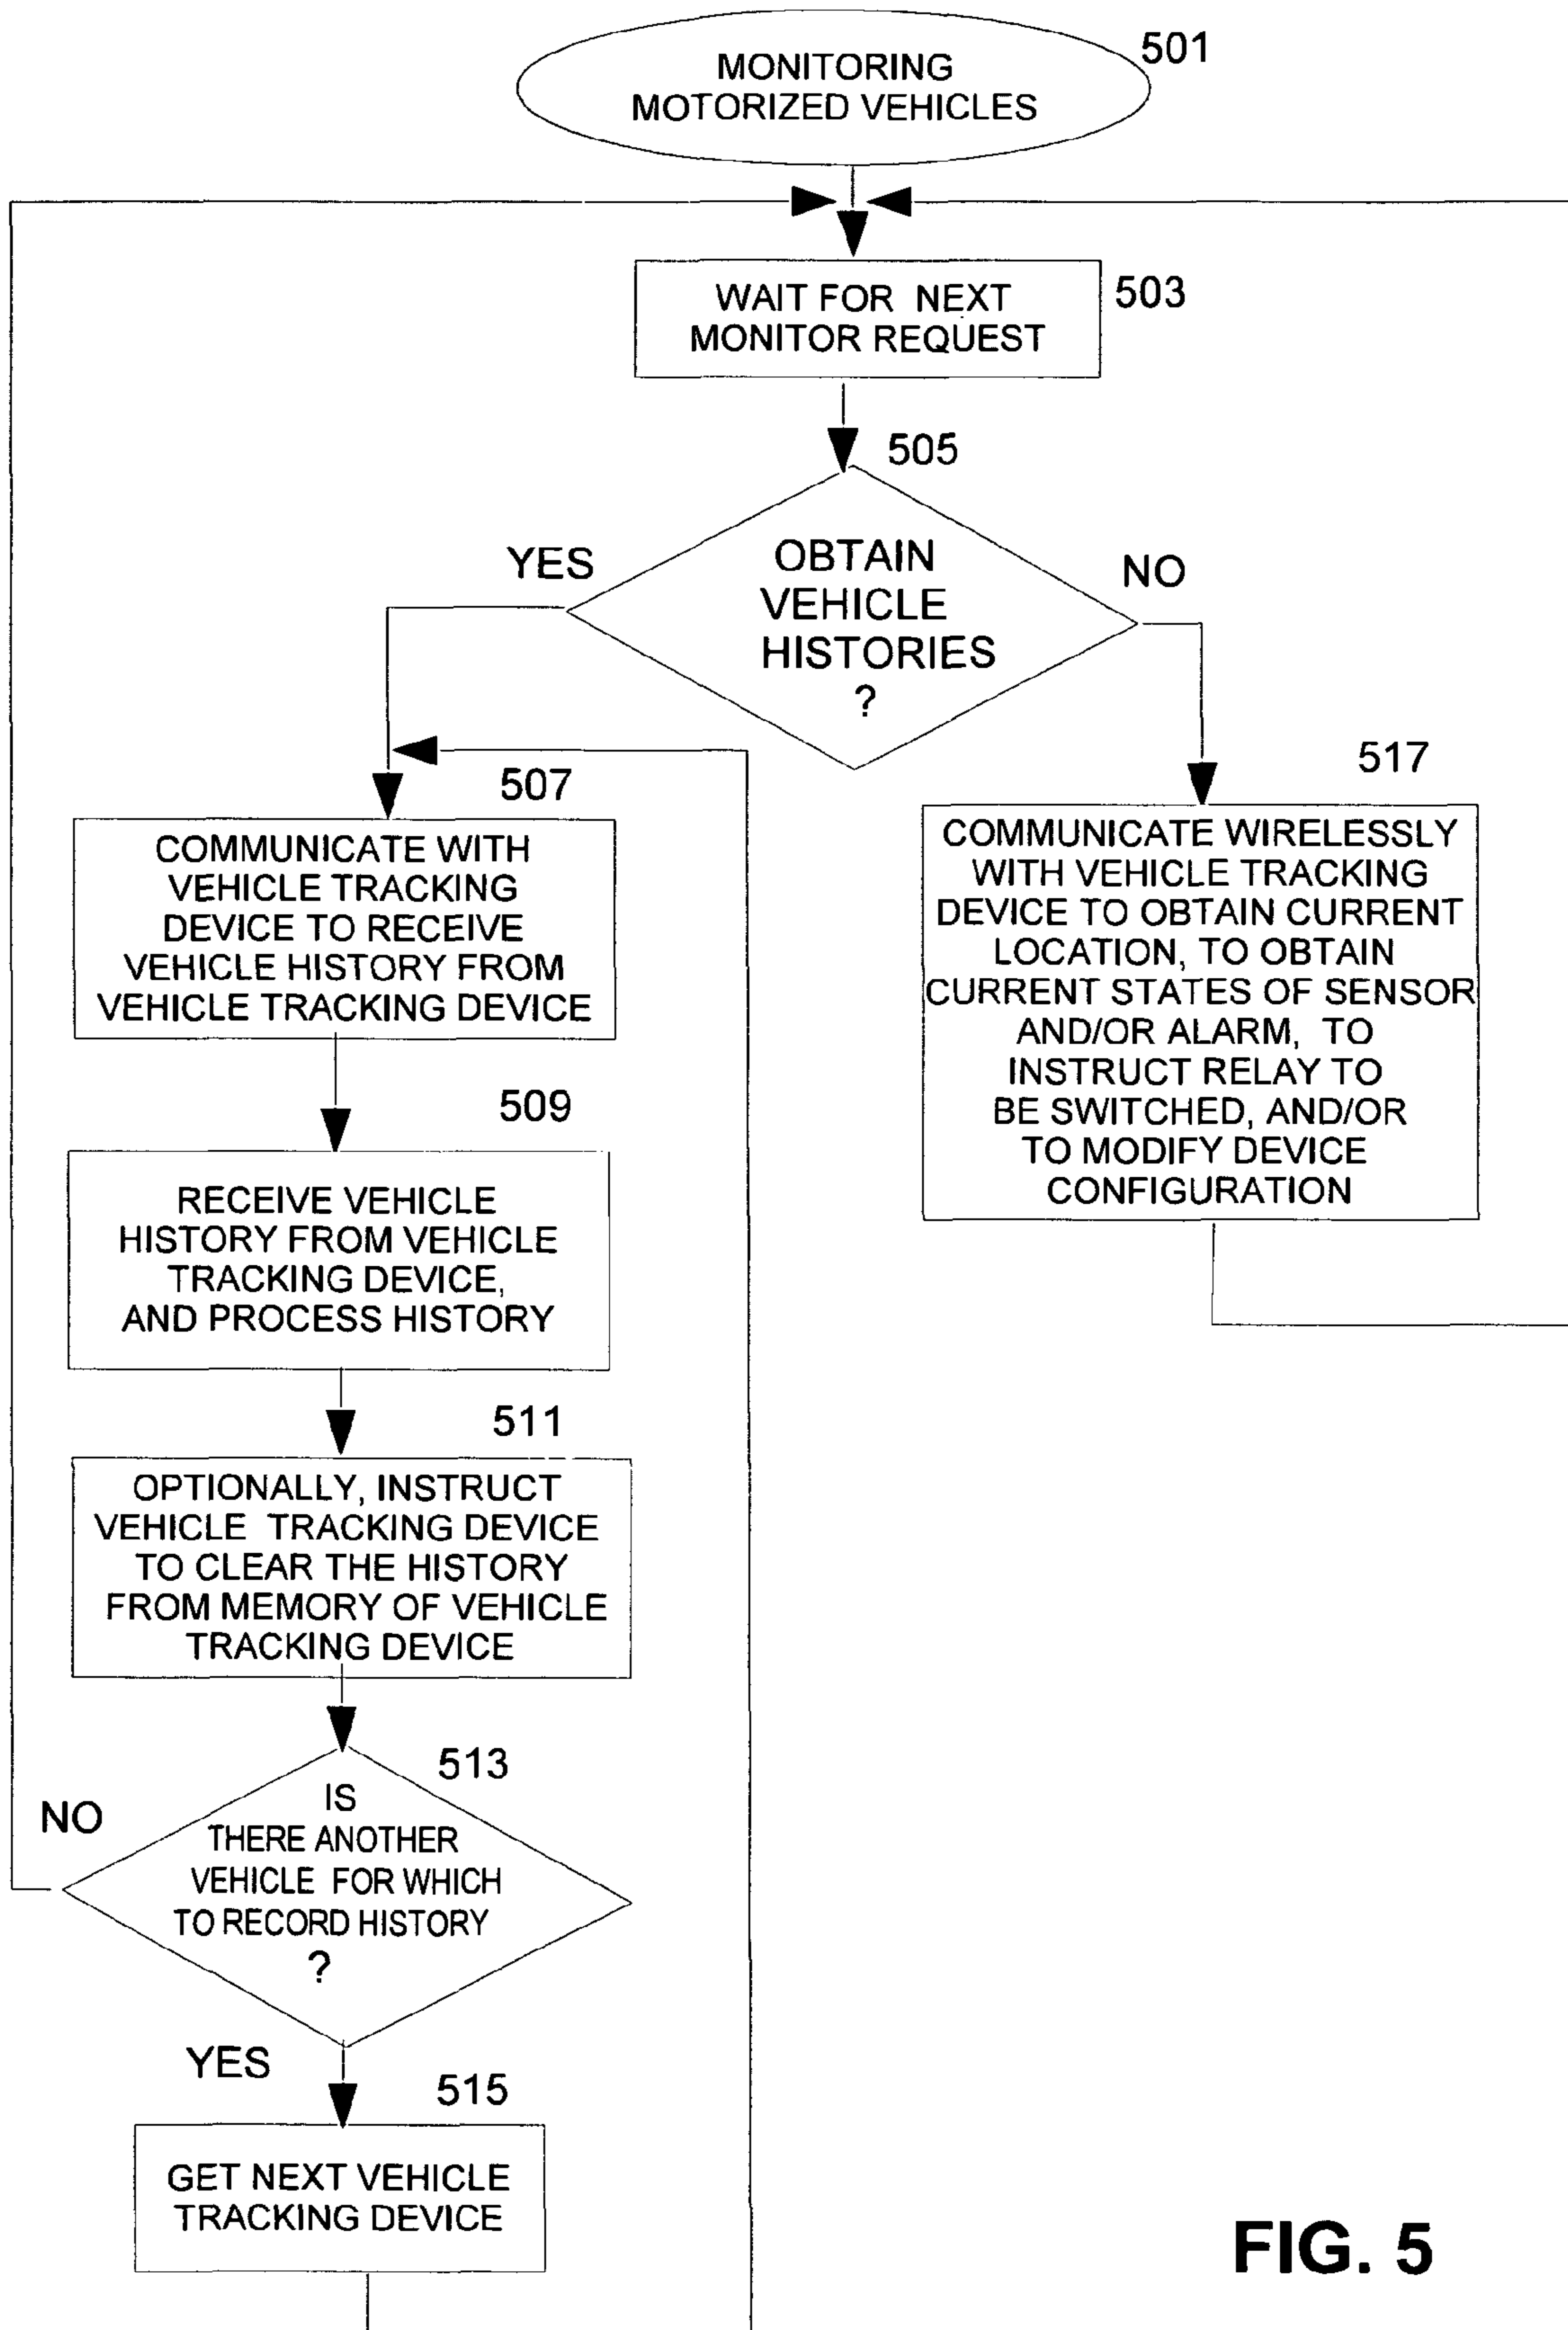 MONITORING
MOTORIZED VEHICLES
501
WAIT FOR NEXT
MONITOR REQUEST
503
505
YES
OBTAIN
VEHICLE
HISTORIES
?
NO
507
COMMUNICATE WITH
VEHICLE TRACKING
DEVICE TO RECEIVE
VEHICLE HISTORY FROM
VEHICLE TRACKING DEVICE
517
COMMUNICATE WIRELESSLY
WITH VEHICLE TRACKING
DEVICE TO OBTAIN CURRENT
LOCATION, TO OBTAIN
CURRENT STATES OF SENSOR
AND/OR ALARM, TO
INSTRUCT RELAY TO
BE SWITCHED, AND/OR
TO MODIFY DEVICE
CONFIGURATION
509
RECEIVE VEHICLE
HISTORY FROM VEHICLE
TRACKING DEVICE,
AND PROCESS HISTORY
511
OPTIONALLY, INSTRUCT
VEHICLE TRACKING DEVICE
TO CLEAR THE HISTORY
FROM MEMORY OF VEHICLE
TRACKING DEVICE
513
NO
IS
THERE ANOTHER
VEHICLE FOR WHICH
TO RECORD HISTORY
?
YES
515
GET NEXT VEHICLE
TRACKING DEVICE
FIG. 5